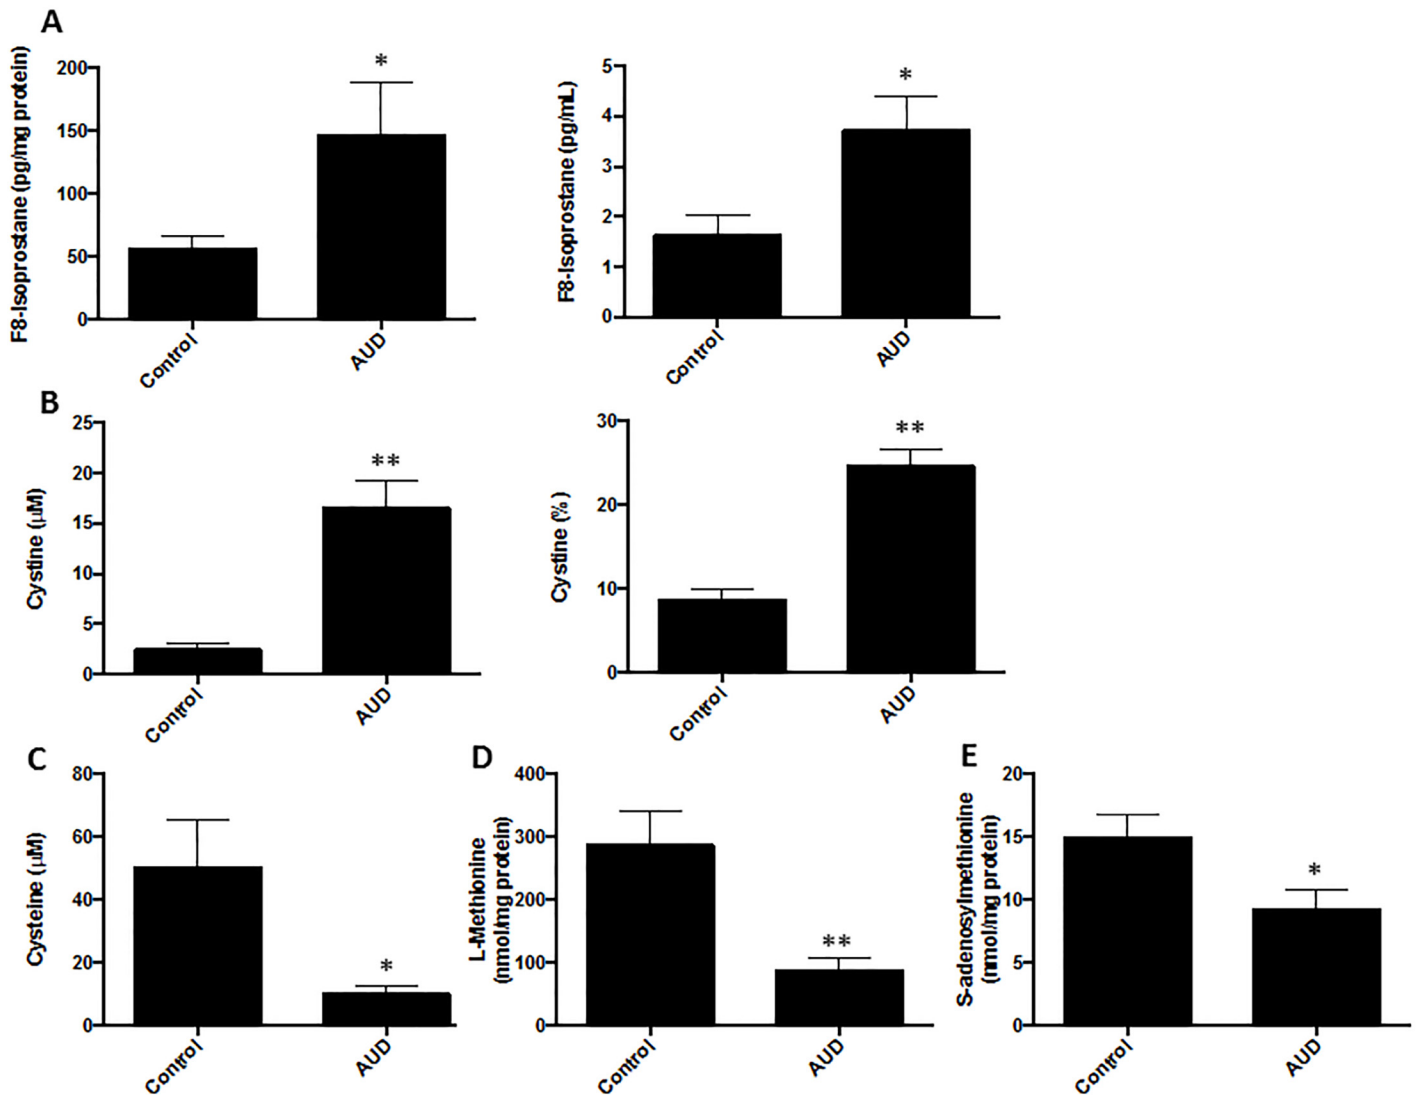 A
F8-Isoprostane (pg/mg protein)
200
150
100
50
0
*
Control
AUD
F8-Isoprostane (pg/mL)
5
4
3
2
1
0
*
Control
AUD
B
Cystine (μM)
25
20
15
10
5
0
**
Control
AUD
Cystine (%)
30
20
10
0
**
Control
AUD
C
Cysteine (μM)
80
60
40
20
0
*
Control
AUD
D
L-Methionine
(nmol/mg protein)
400
300
200
100
0
**
Control
AUD
E
S-adenosylmethionine
(nmol/mg protein)
20
15
10
5
0
*
Control
AUD